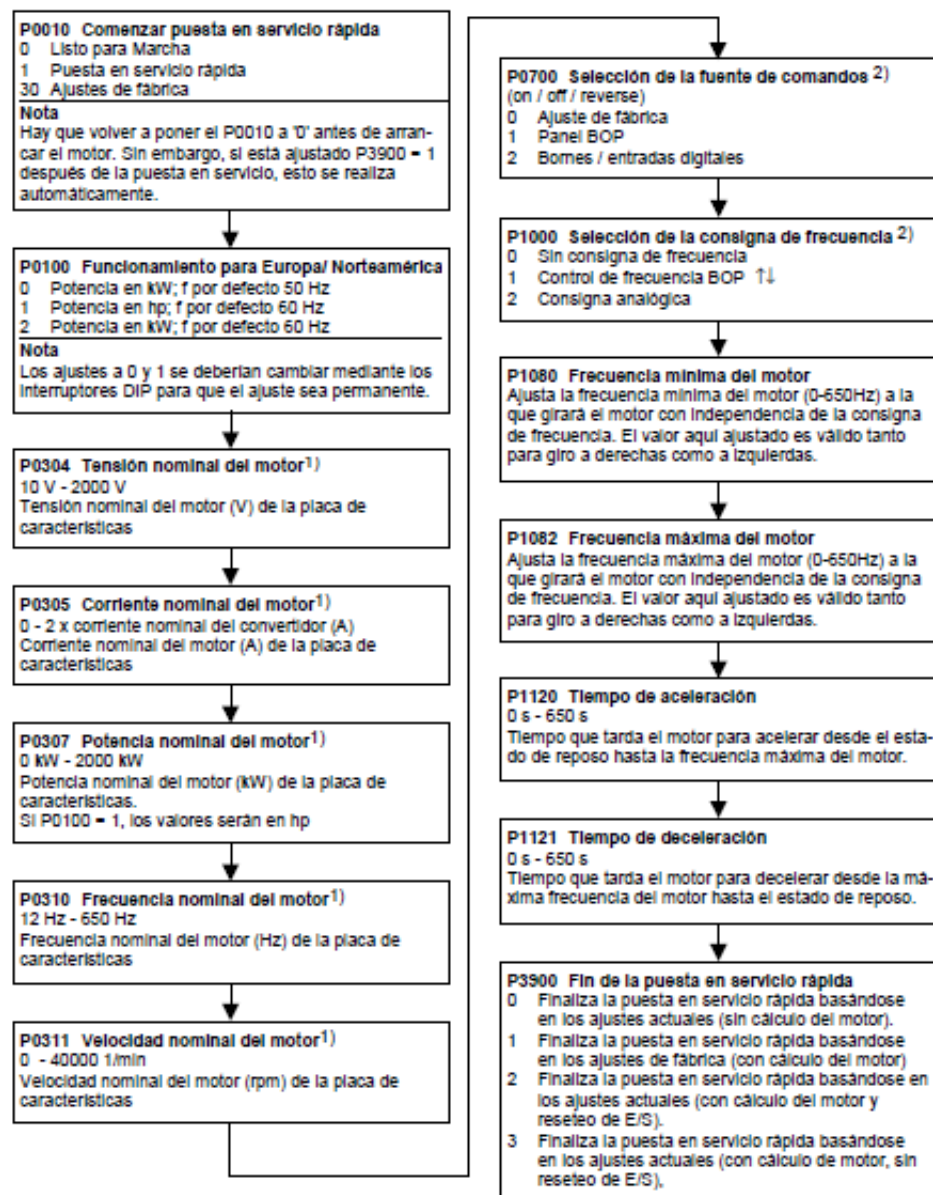 P0010 Comenzar puesta en servicio rápida
0 Listo para Marcha
1 Puesta en servicio rápida
30 Ajustes de fábrica
Nota
Hay que volver a poner el P0010 a '0' antes de arran-
car el motor. Sin embargo, si está ajustado P3900 = 1
después de la puesta en servicio, esto se realiza
automáticamente.
P0100 Funcionamiento para Europa/ Norteamérica
0 Potencia en kW; f por defecto 50 Hz
1 Potencia en hp; f por defecto 60 Hz
2 Potencia en kW; f por defecto 60 Hz
Nota
Los ajustes a 0 y 1 se deberían cambiar mediante los
interruptores DIP para que el ajuste sea permanente.
P0304 Tensión nominal del motor1)
10 V - 2000 V
Tensión nominal del motor (V) de la placa de
características
P0305 Corriente nominal del motor1)
0 - 2 x corriente nominal del convertidor (A)
Corriente nominal del motor (A) de la placa de
características
P0307 Potencia nominal del motor1)
0 kW - 2000 kW
Potencia nominal del motor (kW) de la placa de
características.
Si P0100 = 1, los valores serán en hp
P0310 Frecuencia nominal del motor1)
12 Hz - 650 Hz
Frecuencia nominal del motor (Hz) de la placa de
características
P0311 Velocidad nominal del motor1)
0 - 40000 1/min
Velocidad nominal del motor (rpm) de la placa de
características
P0700 Selección de la fuente de comandos 2)
(on / off / reverse)
0 Ajuste de fábrica
1 Panel BOP
2 Bornes / entradas digitales
P1000 Selección de la consigna de frecuencia 2)
0 Sin consigna de frecuencia
1 Control de frecuencia BOP ↑↓
2 Consigna analógica
P1080 Frecuencia mínima del motor
Ajusta la frecuencia mínima del motor (0-650Hz) a la
que girará el motor con independencia de la consigna
de frecuencia. El valor aquí ajustado es válido tanto
para giro a derechas como a izquierdas.
P1082 Frecuencia máxima del motor
Ajusta la frecuencia máxima del motor (0-650Hz) a la
que girará el motor con independencia de la consigna
de frecuencia. El valor aquí ajustado es válido tanto
para giro a derechas como a izquierdas.
P1120 Tiempo de aceleración
0 s - 650 s
Tiempo que tarda el motor para acelerar desde el esta-
do de reposo hasta la frecuencia máxima del motor.
P1121 Tiempo de deceleración
0 s - 650 s
Tiempo que tarda el motor para decelerar desde la má-
xima frecuencia del motor hasta el estado de reposo.
P3900 Fin de la puesta en servicio rápida
0 Finaliza la puesta en servicio rápida basándose
en los ajustes actuales (sin cálculo del motor).
1 Finaliza la puesta en servicio rápida basándose
en los ajustes de fábrica (con cálculo del motor)
2 Finaliza la puesta en servicio rápida basándose en
los ajustes actuales (con cálculo del motor y
reseteo de E/S).
3 Finaliza la puesta en servicio rápida basándose
en los ajustes actuales (con cálculo de motor, sin
reseteo de E/S),